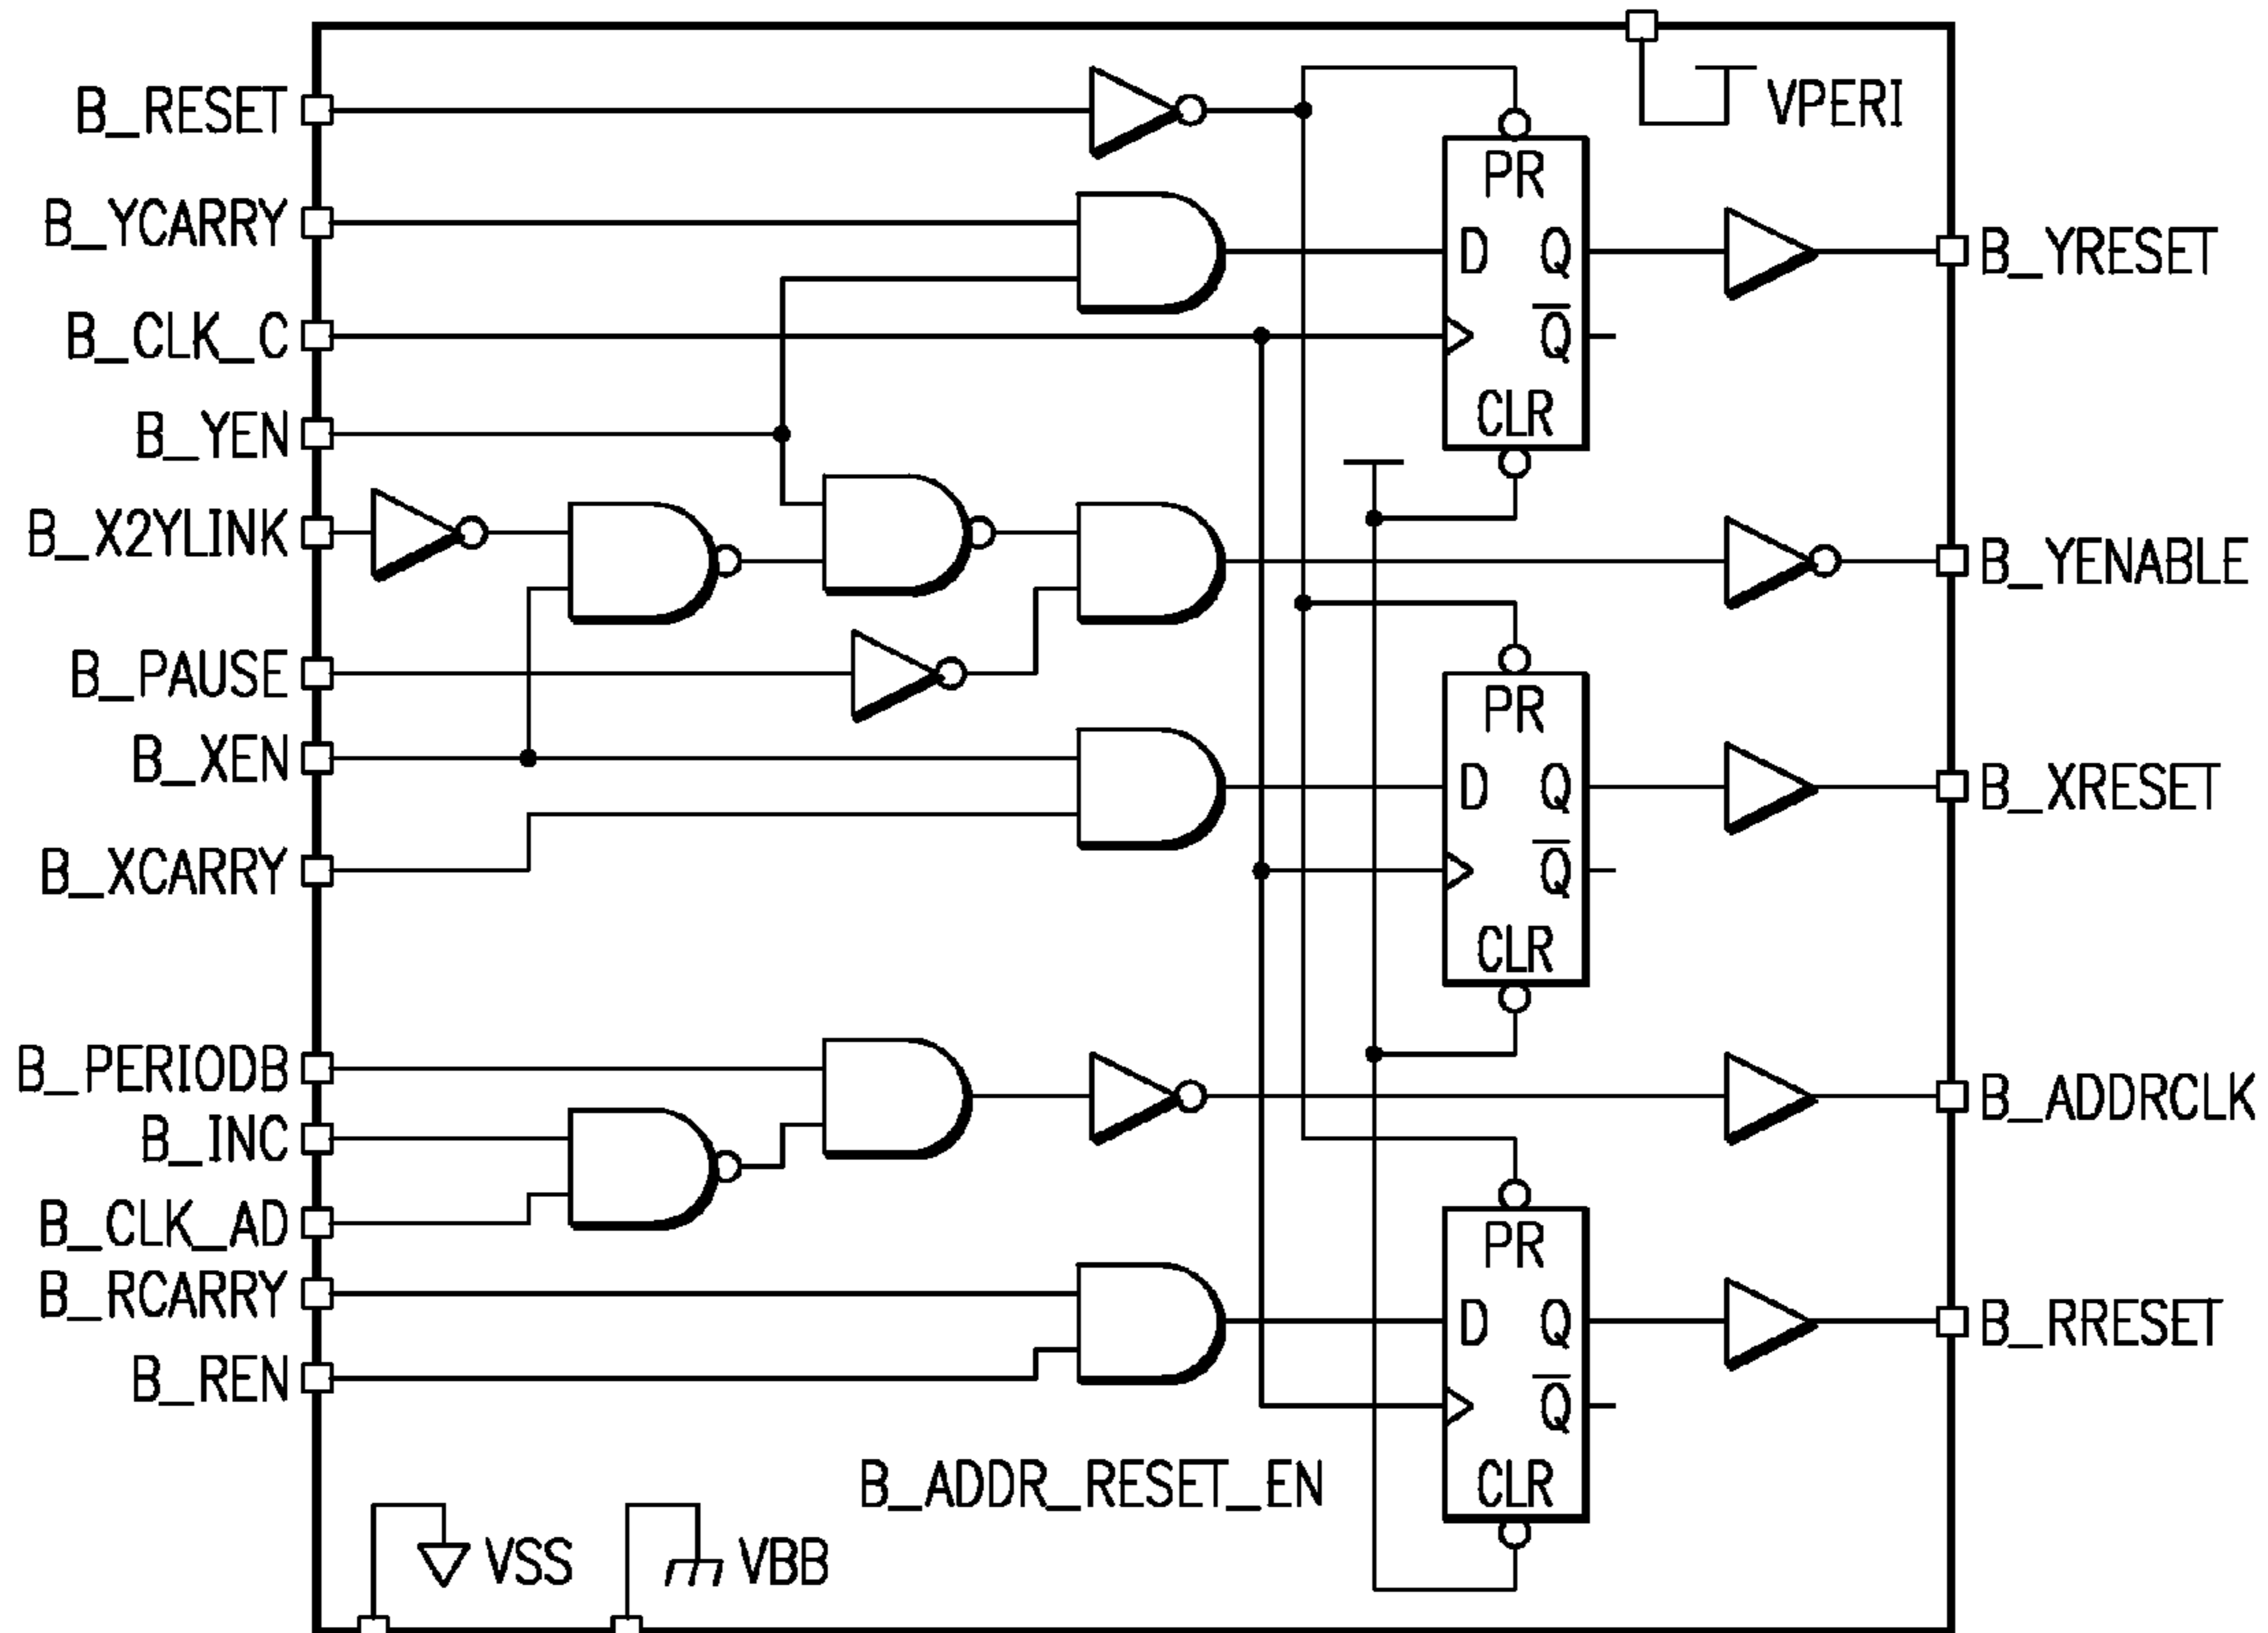 VPERI
B_RESET
PR
B_YCARRY
D Q
B_YRESET
B_CLK_C
Q
B_YEN
CLR
B_X2YLINK
B_YENABLE
B_PAUSE
PR
B_XEN
D Q
B_XRESET
B_XCARRY
Q
CLR
B_PERIODB
B_ADDRCLK
B_INC
B_CLK_AD
PR
B_RCARRY
D Q
B_RRESET
B_REN
Q
B_ADDR_RESET_EN
CLR
VSS
VBB